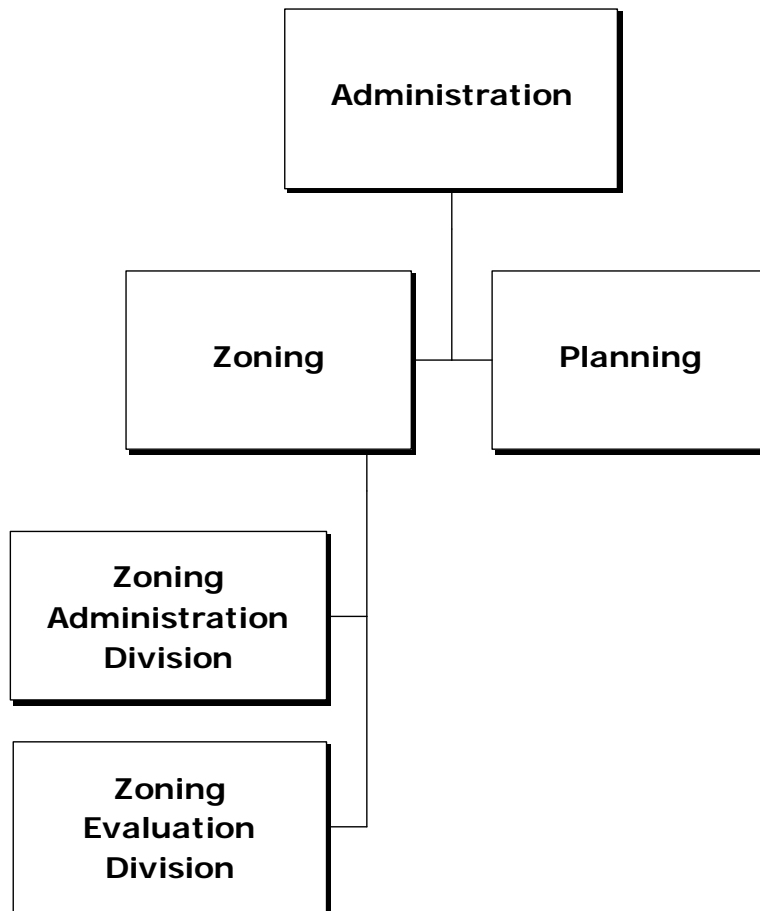 Administration
Zoning
Planning
Zoning
Administration
Division
Zoning
Evaluation
Division